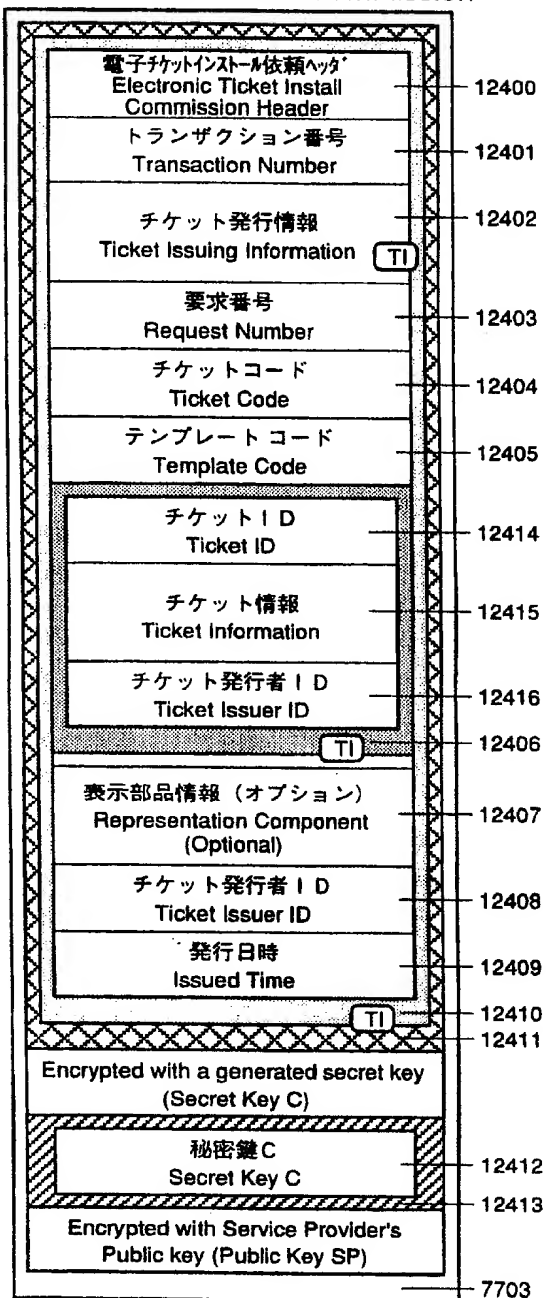 電子チケットインストール依頼ヘッダ
Electronic Ticket Install
Commission Header
12400
トランザクション番号
Transaction Number
12401
チケット発行情報
Ticket Issuing Information
TI
12402
要求番号
Request Number
12403
チケットコード
Ticket Code
12404
テンプレートコード
Template Code
12405
チケットID
Ticket ID
12414
チケット情報
Ticket Information
12415
チケット発行者ID
Ticket Issuer ID
12416
TI
12406
表示部品情報（オプション）
Representation Component
(Optional)
12407
チケット発行者ID
Ticket Issuer ID
12408
発行日時
Issued Time
12409
TI
12410
12411
Encrypted with a generated secret key
(Secret Key C)
秘密鍵C
Secret Key C
12412
12413
Encrypted with Service Provider's
Public key (Public Key SP)
7703